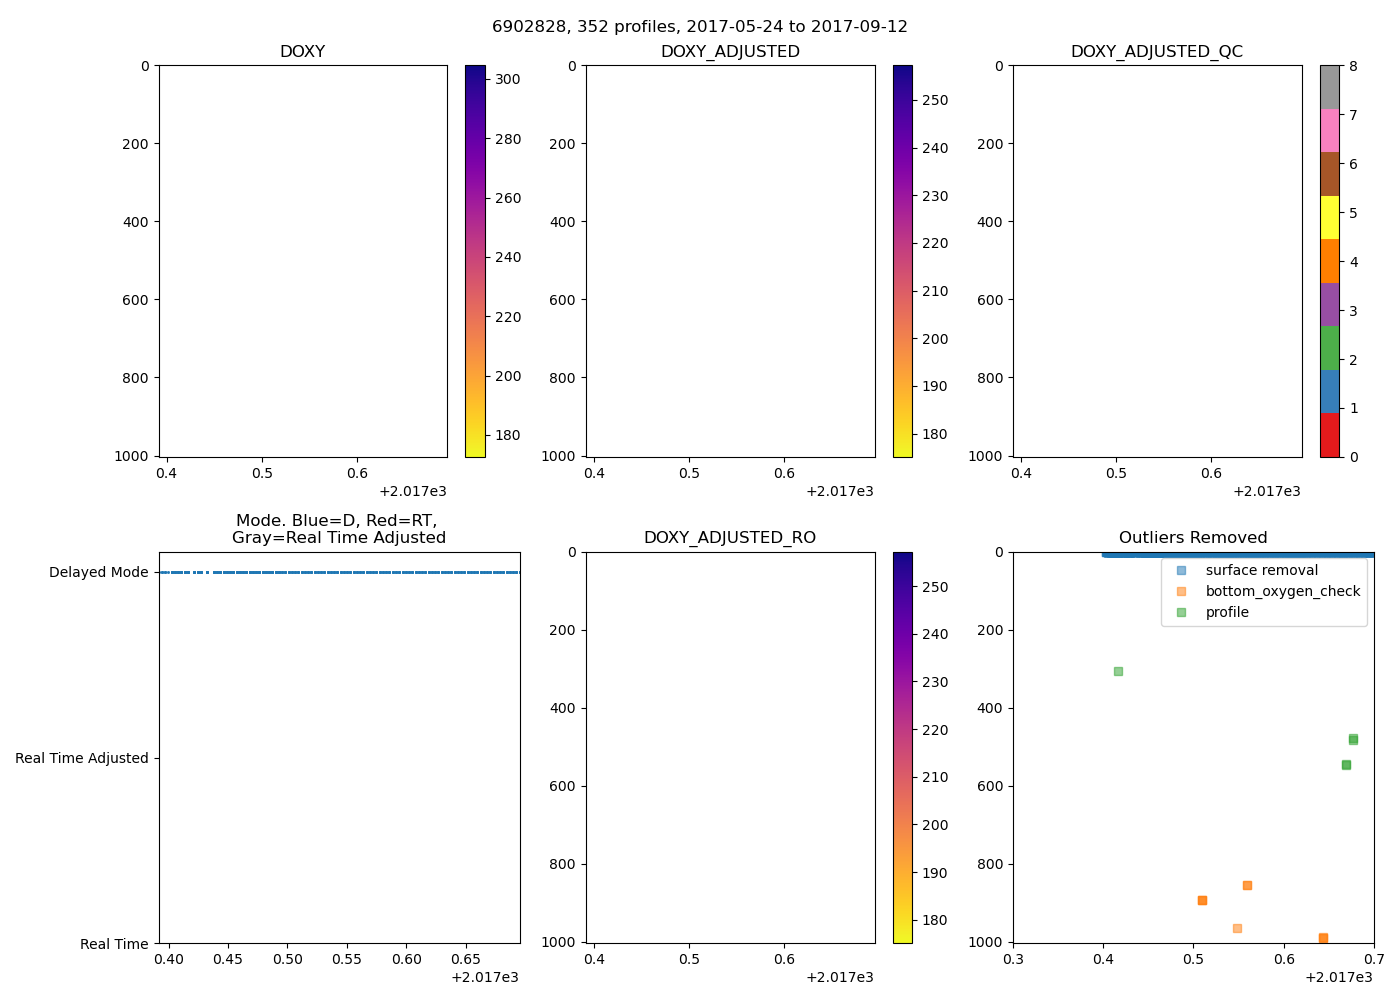 6902828, 352 profiles, 2017-05-24 to 2017-09-12
DOXY
0
200
400
600
800
1000
0.4 0.5 0.6
+2.017e3
300
280
260
240
220
200
180
DOXY_ADJUSTED
0
200
400
600
800
1000
0.4 0.5 0.6
+2.017e3
250
240
230
220
210
200
190
180
DOXY_ADJUSTED_QC
0
200
400
600
800
1000
0.4 0.5 0.6
+2.017e3
8
7
6
5
4
3
2
1
0
Mode. Blue=D, Red=RT,
Gray=Real Time Adjusted
Delayed Mode
Real Time Adjusted
Real Time
0.40 0.45 0.50 0.55 0.60 0.65
+2.017e3
DOXY_ADJUSTED_RO
0
200
400
600
800
1000
0.4 0.5 0.6
+2.017e3
250
240
230
220
210
200
190
180
Outliers Removed
surface removal
bottom_oxygen_check
profile
0
200
400
600
800
1000
0.3 0.4 0.5 0.6 0.7
+2.017e3